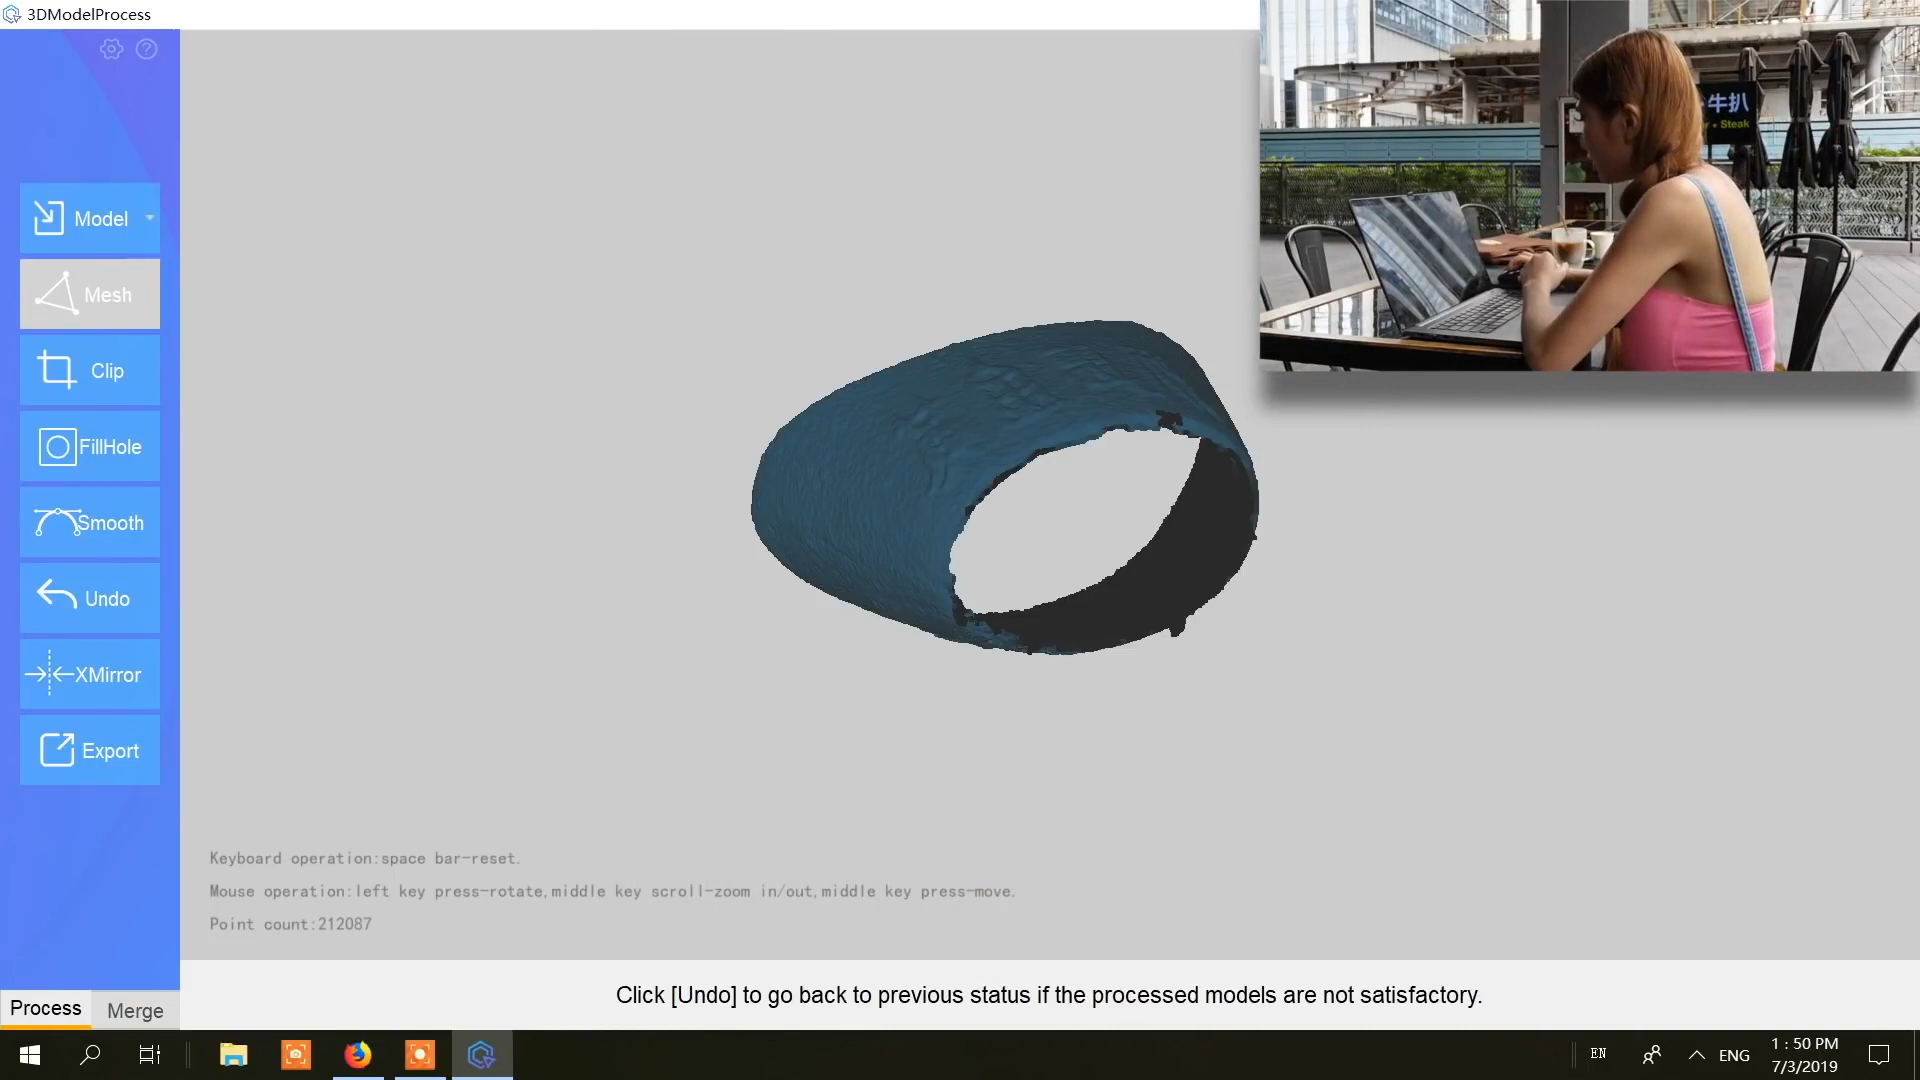 3DModelProcess
Model
Mesh
Clip
FillHole
Smooth
Undo
XMirror
Export
牛扒
• Steak
Keyboard operation:space bar-reset.
Mouse operation:left key press-rotate,middle key scroll-zoom in/out,middle key press-move.
Point count:212087
Process
Merge
Click [Undo] to go back to previous status if the processed models are not satisfactory.
EN
ENG
1 : 50 PM
7/3/2019